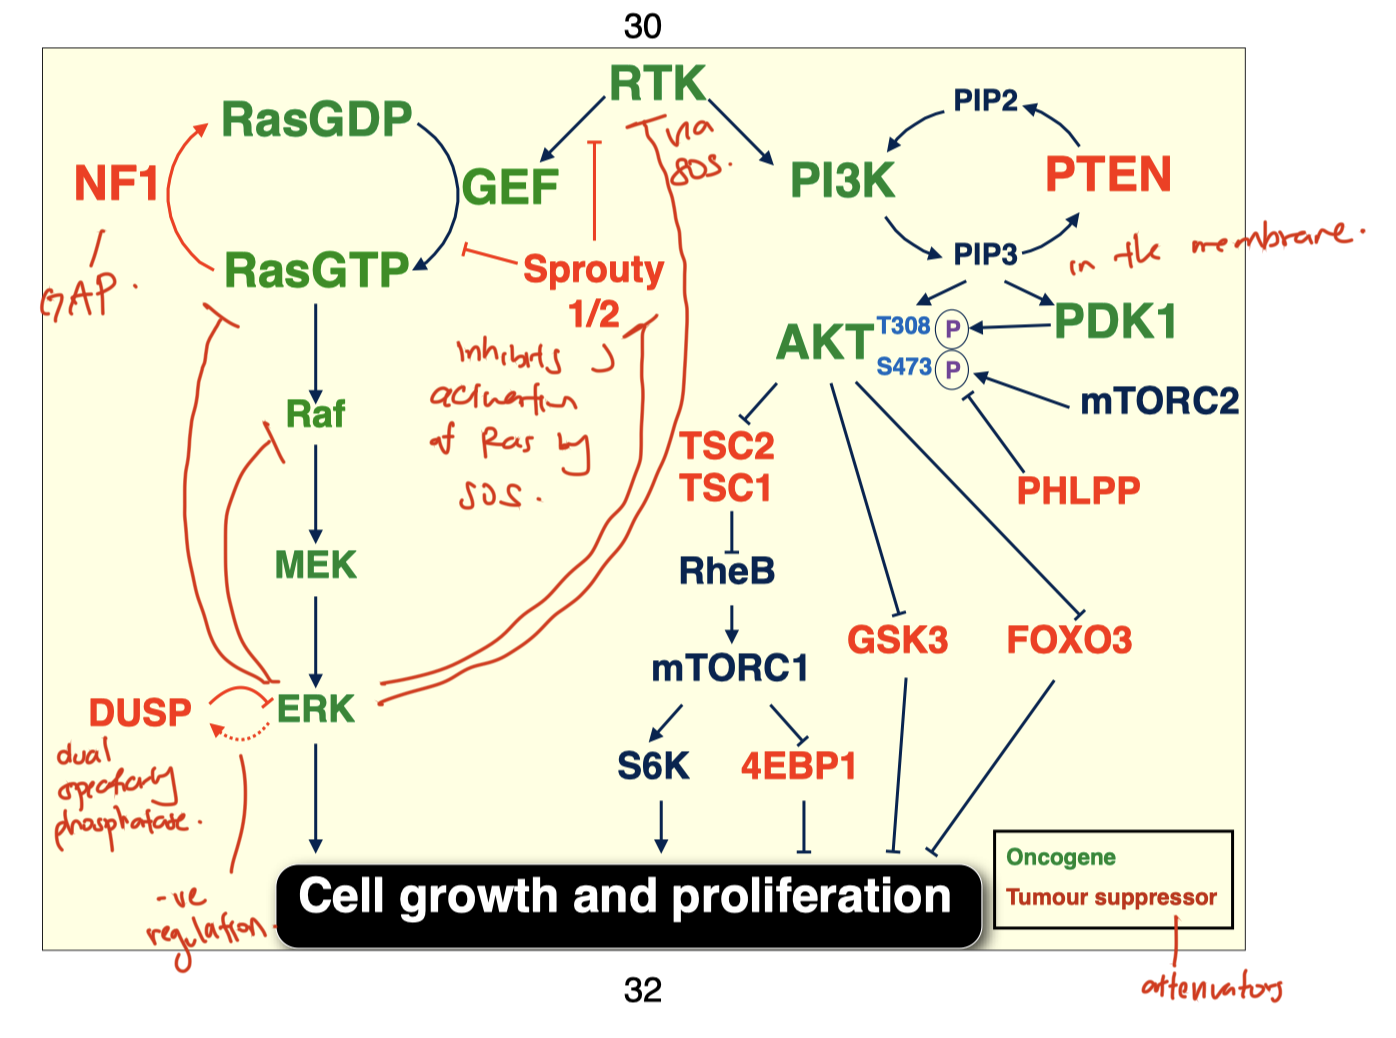 30
RTK
RasGDP
PIP2
via
SOS.
NF1
GEF
PI3K
PTEN
RasGTP
Sprouty
1/2
PIP3
in the membrane.
GAP.
AKT
T308
P
PDK1
S473
P
mTORC2
Inhibits
activation
of Ras by
SOS.
Raf
TSC2
TSC1
PHLPP
MEK
RheB
GSK3
FOXO3
mTORC1
DUSP
ERK
dual
specificity
phosphatase.
S6K
4EBP1
-ve
regulation.
Cell growth and proliferation
Oncogene
Tumour suppressor
attenuators
32